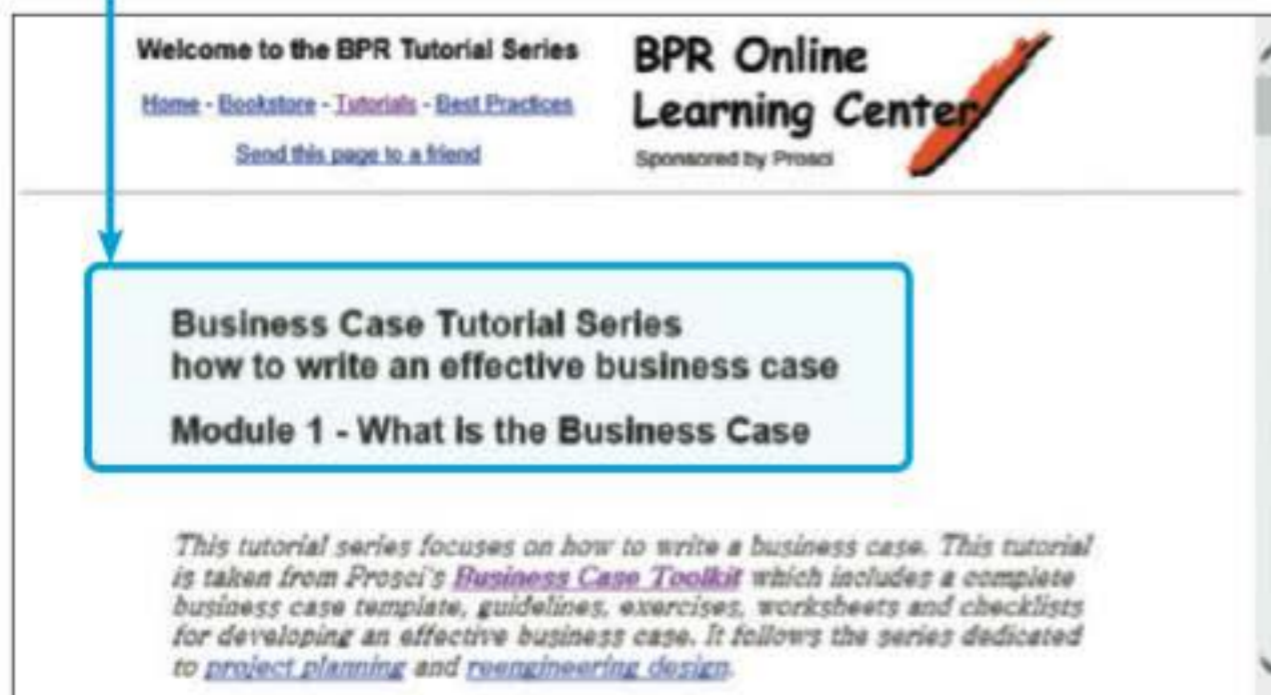 Welcome to the BPR Tutorial Series
Home - Bookstore - Tutorials - Best Practices
Send this page to a friend
BPR Online
Learning Center
Sponsored by Prosci
Business Case Tutorial Series
how to write an effective business case
Module 1 - What is the Business Case
This tutorial series focuses on how to write a business case. This tutorial
is taken from Prosci's Business Case Toolkit which includes a complete
business case template, guidelines, exercises, worksheets and checklists
for developing an effective business case. It follows the series dedicated
to project planning and reengineering design.